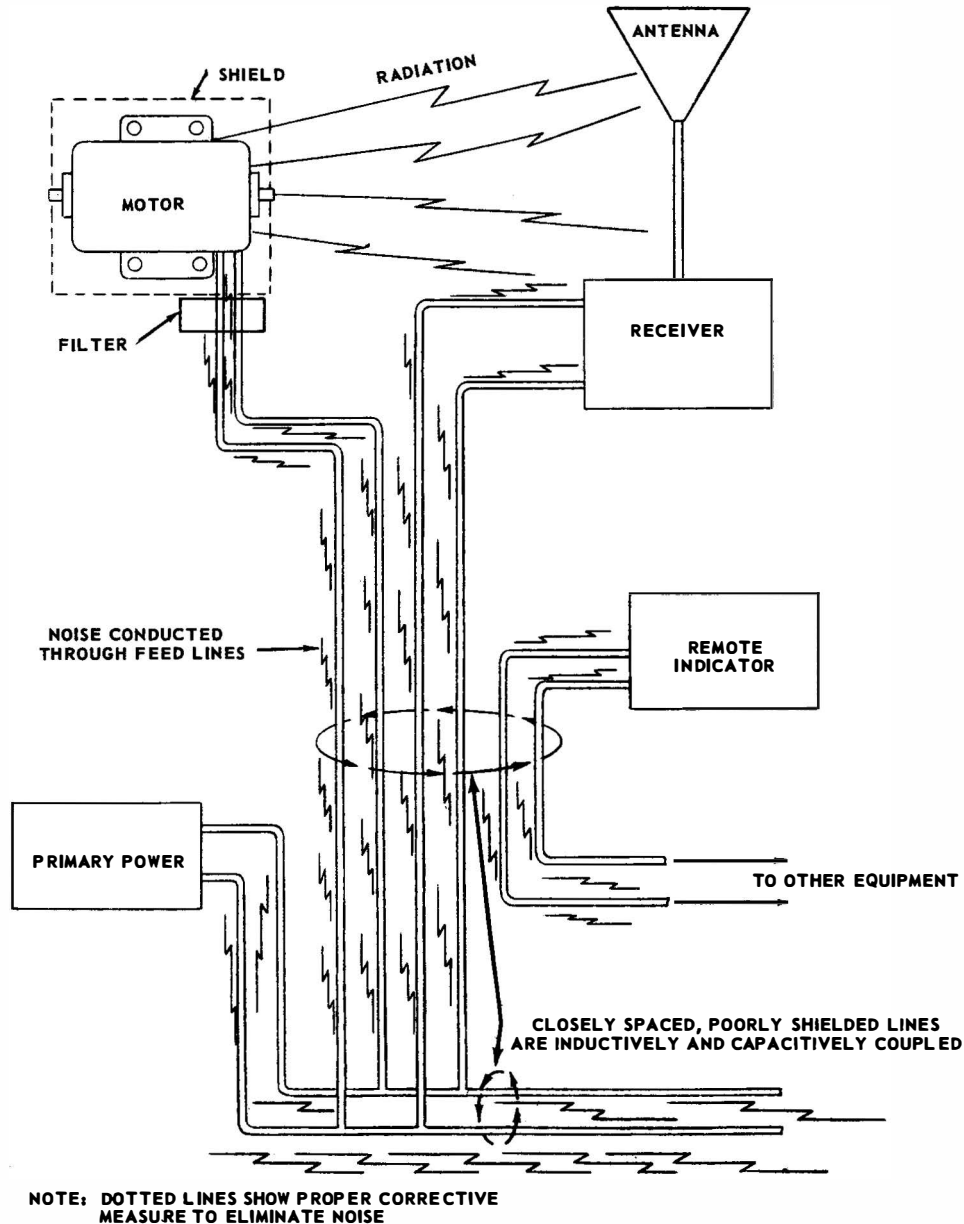 ANTENNA
SHIELD
RADIATION
MOTOR
FILTER
RECEIVER
NOISE CONDUCTED
THROUGH FEED LINES
REMOTE
INDICATOR
PRIMARY POWER
TO OTHER EQUIPMENT
CLOSELY SPACED, POORLY SHIELDED LINES
ARE INDUCTIVELY AND CAPACITIVELY COUPLED
NOTE: DOTTED LINES SHOW PROPER CORRECTIVE
MEASURE TO ELIMINATE NOISE